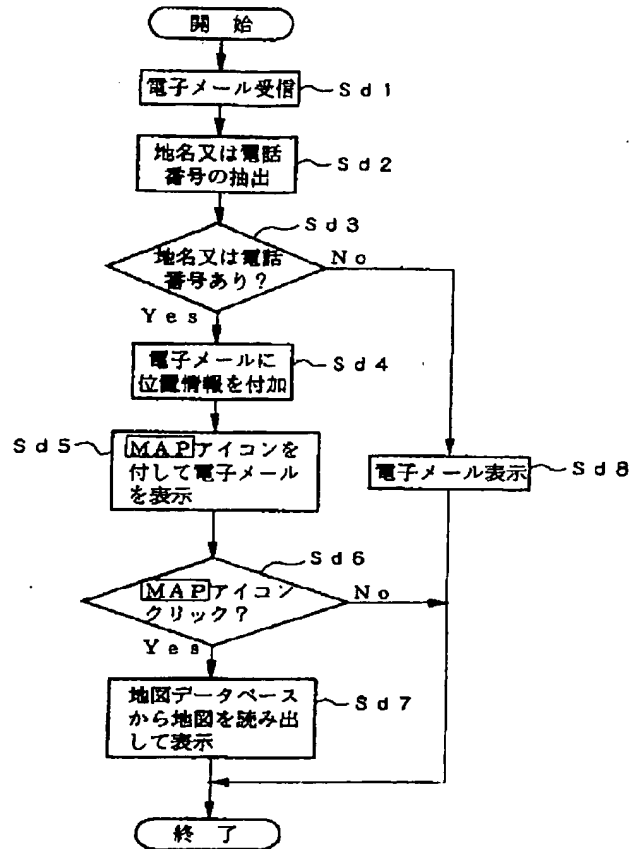 開 始
電子メール受信
Sd1
地名又は電話
番号の抽出
Sd2
Sd3
地名又は電話
番号あり?
No
Yes
電子メールに
位置情報を付加
Sd4
Sd5
MAPアイコンを
付して電子メール
を表示
電子メール表示
Sd8
Sd6
MAPアイコン
クリック?
No
Yes
地図データベース
から地図を読み出
して表示
Sd7
終 了